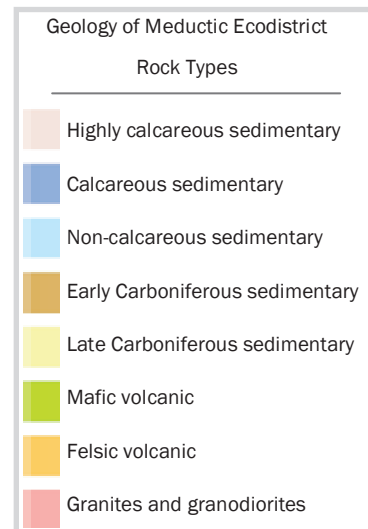 Geology of Meductic Ecodistrict
Rock Types
Highly calcareous sedimentary
Calcareous sedimentary
Non-calcareous sedimentary
Early Carboniferous sedimentary
Late Carboniferous sedimentary
Mafic volcanic
Felsic volcanic
Granites and granodiorites